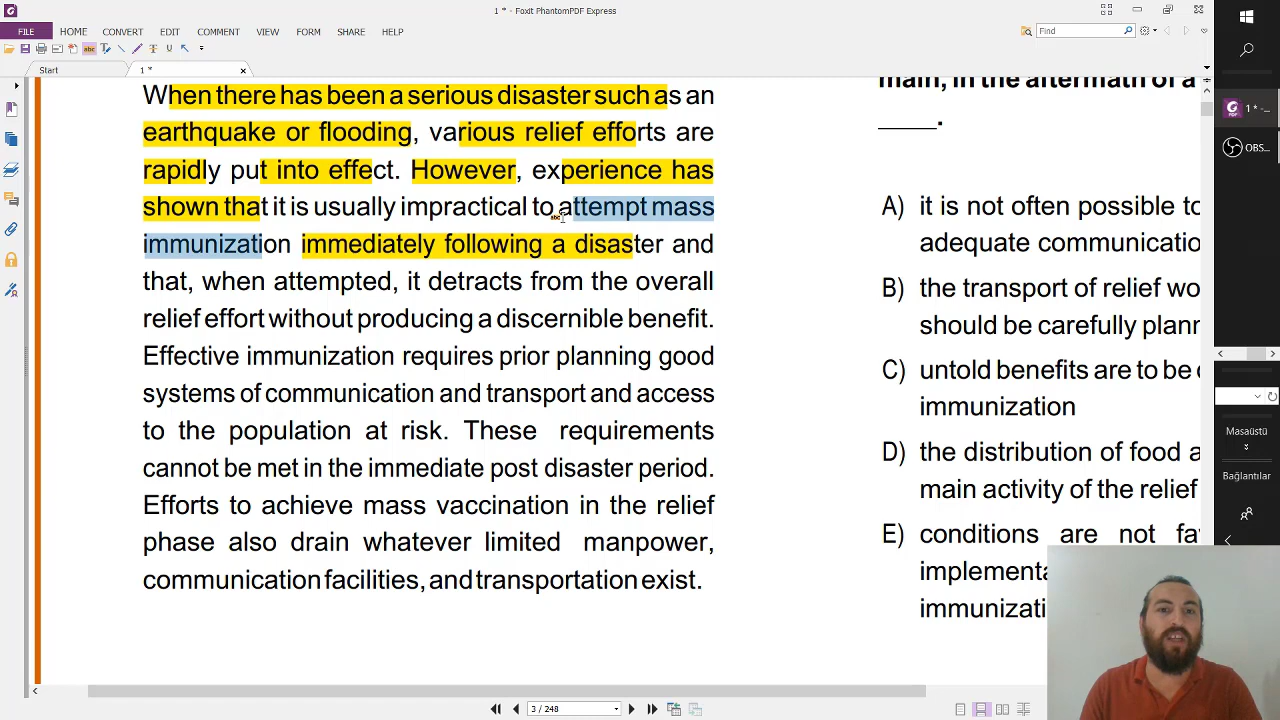 1 * - Foxit PhantomPDF Express
FILE HOME CONVERT EDIT COMMENT VIEW FORM SHARE HELP
Find
Start 1 *
When there has been a serious disaster such as an
earthquake or flooding, various relief efforts are
rapidly put into effect. However, experience has
shown that it is usually impractical to attempt mass
immunization immediately following a disaster and
that, when attempted, it detracts from the overall
relief effort without producing a discernible benefit.
Effective immunization requires prior planning good
systems of communication and transport and access
to the population at risk. These requirements
cannot be met in the immediate post disaster period.
Efforts to achieve mass vaccination in the relief
phase also drain whatever limited manpower,
communication facilities, and transportation exist.
main, in the aftermath of a
____.
A) it is not often possible to
adequate communicatio
B) the transport of relief wo
should be carefully plann
C) untold benefits are to be
immunization
D) the distribution of food a
main activity of the relief
E) conditions are not fa
implementa
immunizati
1 * -...
OBS...
Masaüstü
Bağlantılar
3 / 248